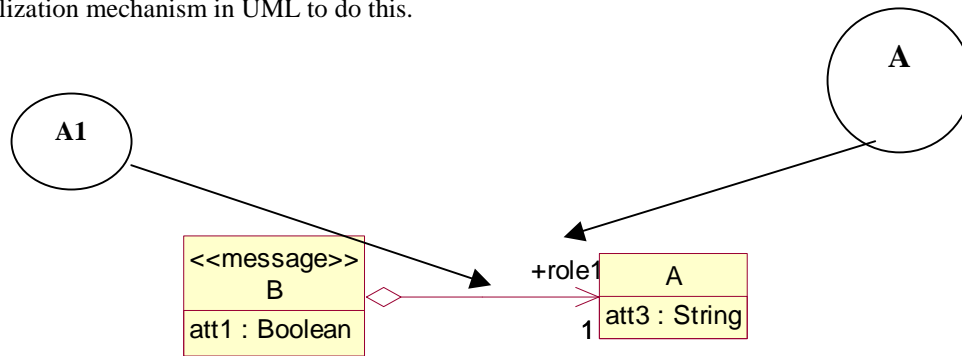 lization mechanism in UML to do this.
A
A1
<<message>>
B
att1 : Boolean
+role1
1
A
att3 : String